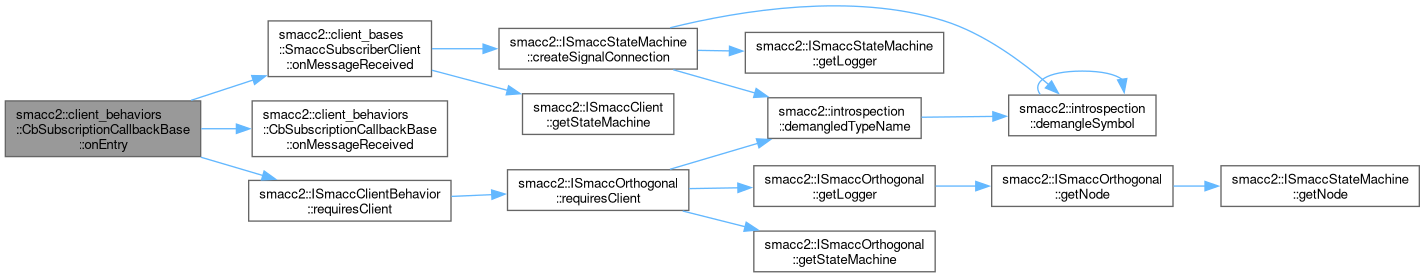 smacc2::client_behaviors
::CbSubscriptionCallbackBase
::onEntry
smacc2::client_bases
::SmaccSubscriberClient
::onMessageReceived
smacc2::client_behaviors
::CbSubscriptionCallbackBase
::onMessageReceived
smacc2::ISmaccClientBehavior
::requiresClient
smacc2::ISmaccStateMachine
::createSignalConnection
smacc2::ISmaccClient
::getStateMachine
smacc2::ISmaccOrthogonal
::requiresClient
smacc2::ISmaccStateMachine
::getLogger
smacc2::introspection
::demangledTypeName
smacc2::ISmaccOrthogonal
::getLogger
smacc2::ISmaccOrthogonal
::getStateMachine
smacc2::introspection
::demangleSymbol
smacc2::ISmaccOrthogonal
::getNode
smacc2::ISmaccStateMachine
::getNode